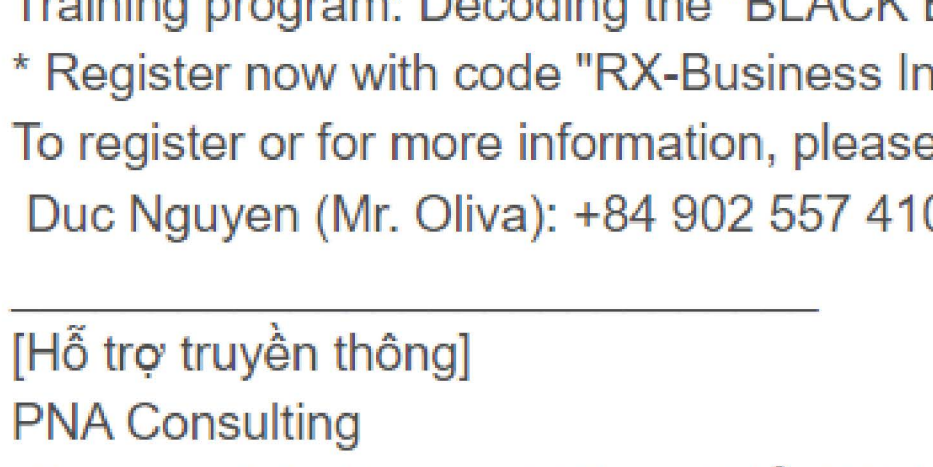 Training program: Decoding the "BLACK
* Register now with code "RX-Business In
To register or for more information, please
Duc Nguyen (Mr. Oliva): +84 902 557 410
[Hỗ trợ truyền thông]
PNA Consulting